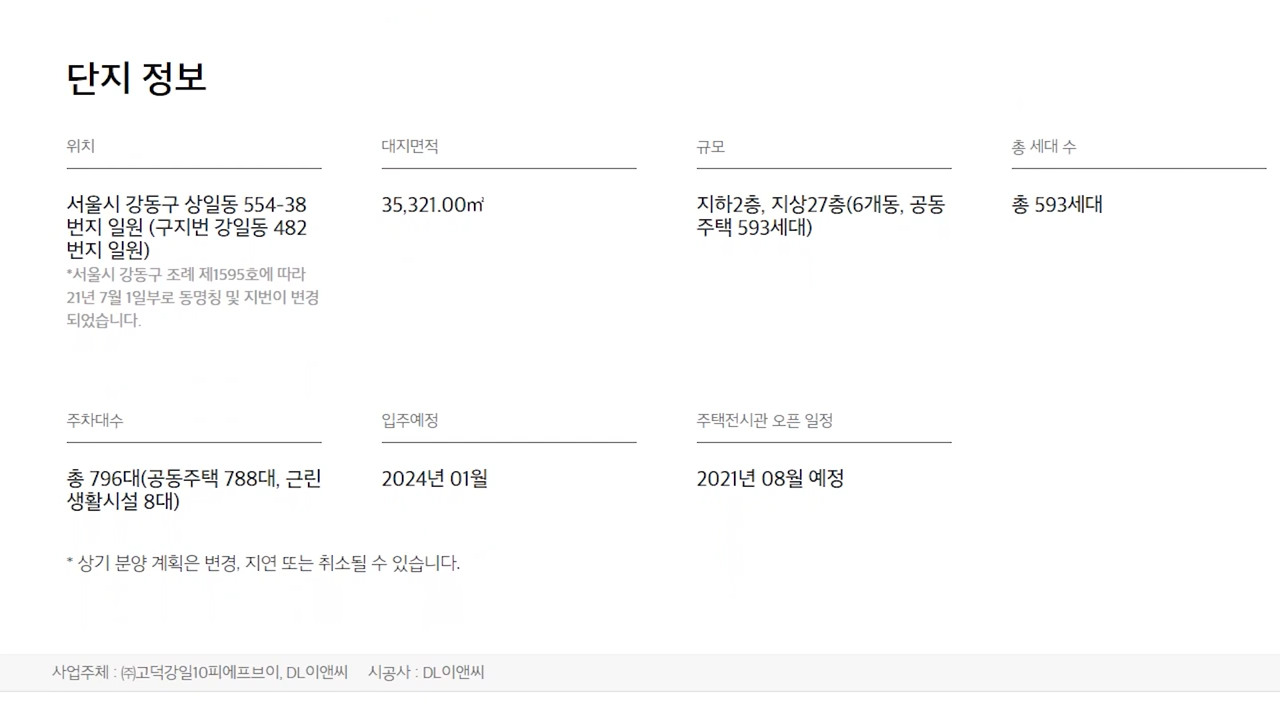 단지 정보
위치
서울시 강동구 상일동 554-38
번지 일원 (구지번 강일동 482
번지 일원)
*서울시 강동구 조례 제1595호에 따라
21년 7월 1일부로 동명칭 및 지번이 변경
되었습니다.
대지면적
35,321.00㎡
규모
지하2층, 지상27층(6개동, 공동
주택 593세대)
총 세대 수
총 593세대
주차대수
총 796대(공동주택 788대, 근린
생활시설 8대)
입주예정
2024년 01월
주택전시관 오픈 일정
2021년 08월 예정
* 상기 분양 계획은 변경, 지연 또는 취소될 수 있습니다.
사업주체 : ㈜고덕강일10피에프브이, DL이앤씨 시공사 : DL이앤씨